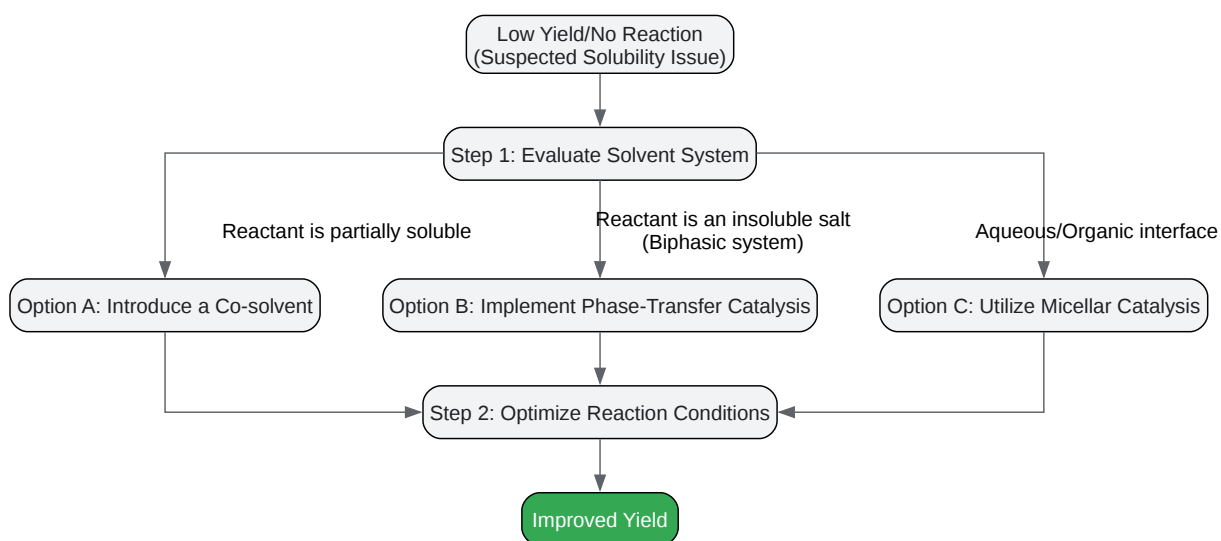 Low Yield/No Reaction
(Suspected Solubility Issue)
Step 1: Evaluate Solvent System
Reactant is partially soluble
Reactant is an insoluble salt
(Biphasic system)
Aqueous/Organic interface
Option A: Introduce a Co-solvent
Option B: Implement Phase-Transfer Catalysis
Option C: Utilize Micellar Catalysis
Step 2: Optimize Reaction Conditions
Improved Yield